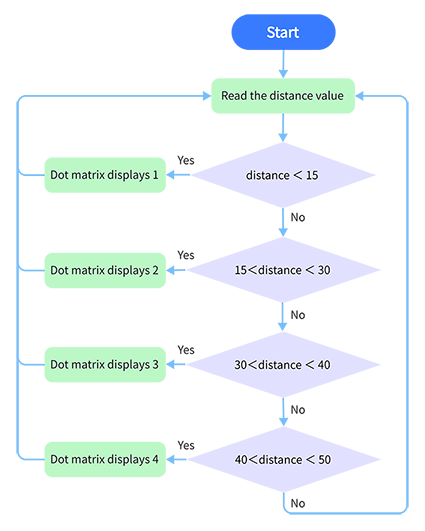 Start
Read the distance value
distance < 15
Yes
Dot matrix displays 1
No
15<distance < 30
Yes
Dot matrix displays 2
No
30<distance < 40
Yes
Dot matrix displays 3
No
40<distance < 50
Yes
Dot matrix displays 4
No